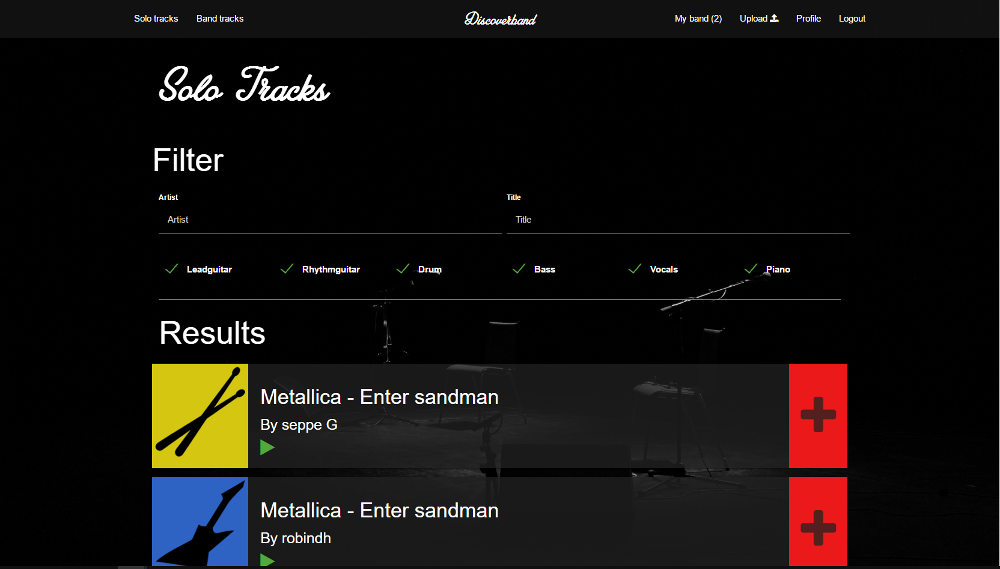 Solo tracks Band tracks Discoverband My band (2) Upload Profile Logout
Solo Tracks
Filter
Artist Title
Artist Title
Leadguitar Rhythmguitar Drum Bass Vocals Piano
Results
Metallica - Enter sandman
By seppe G
Metallica - Enter sandman
By robindh